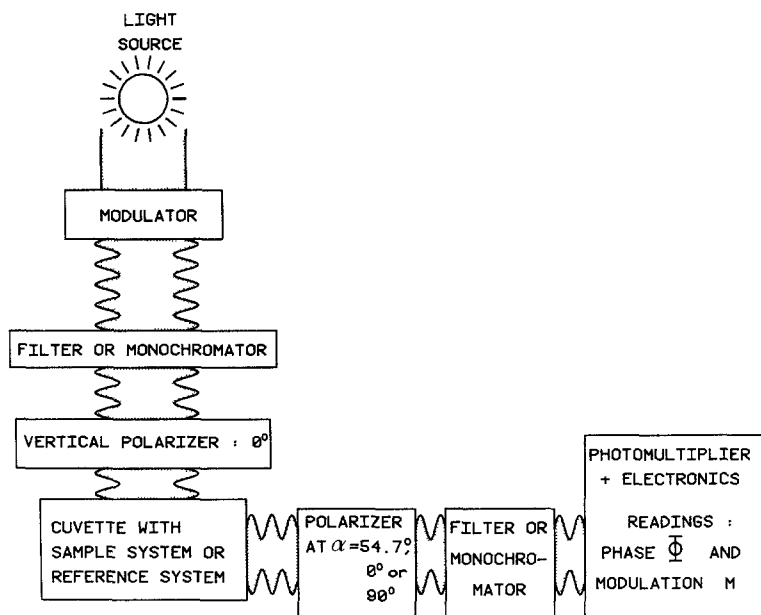 LIGHT
SOURCE
MODULATOR
FILTER OR MONOCHROMATOR
VERTICAL POLARIZER : 0°
CUVETTE WITH
SAMPLE SYSTEM OR
REFERENCE SYSTEM
POLARIZER
AT α=54.7°,
0° or
90°
FILTER OR
MONOCHRO-
MATOR
PHOTOMULTIPLIER
+ ELECTRONICS
READINGS :
PHASE Φ AND
MODULATION M